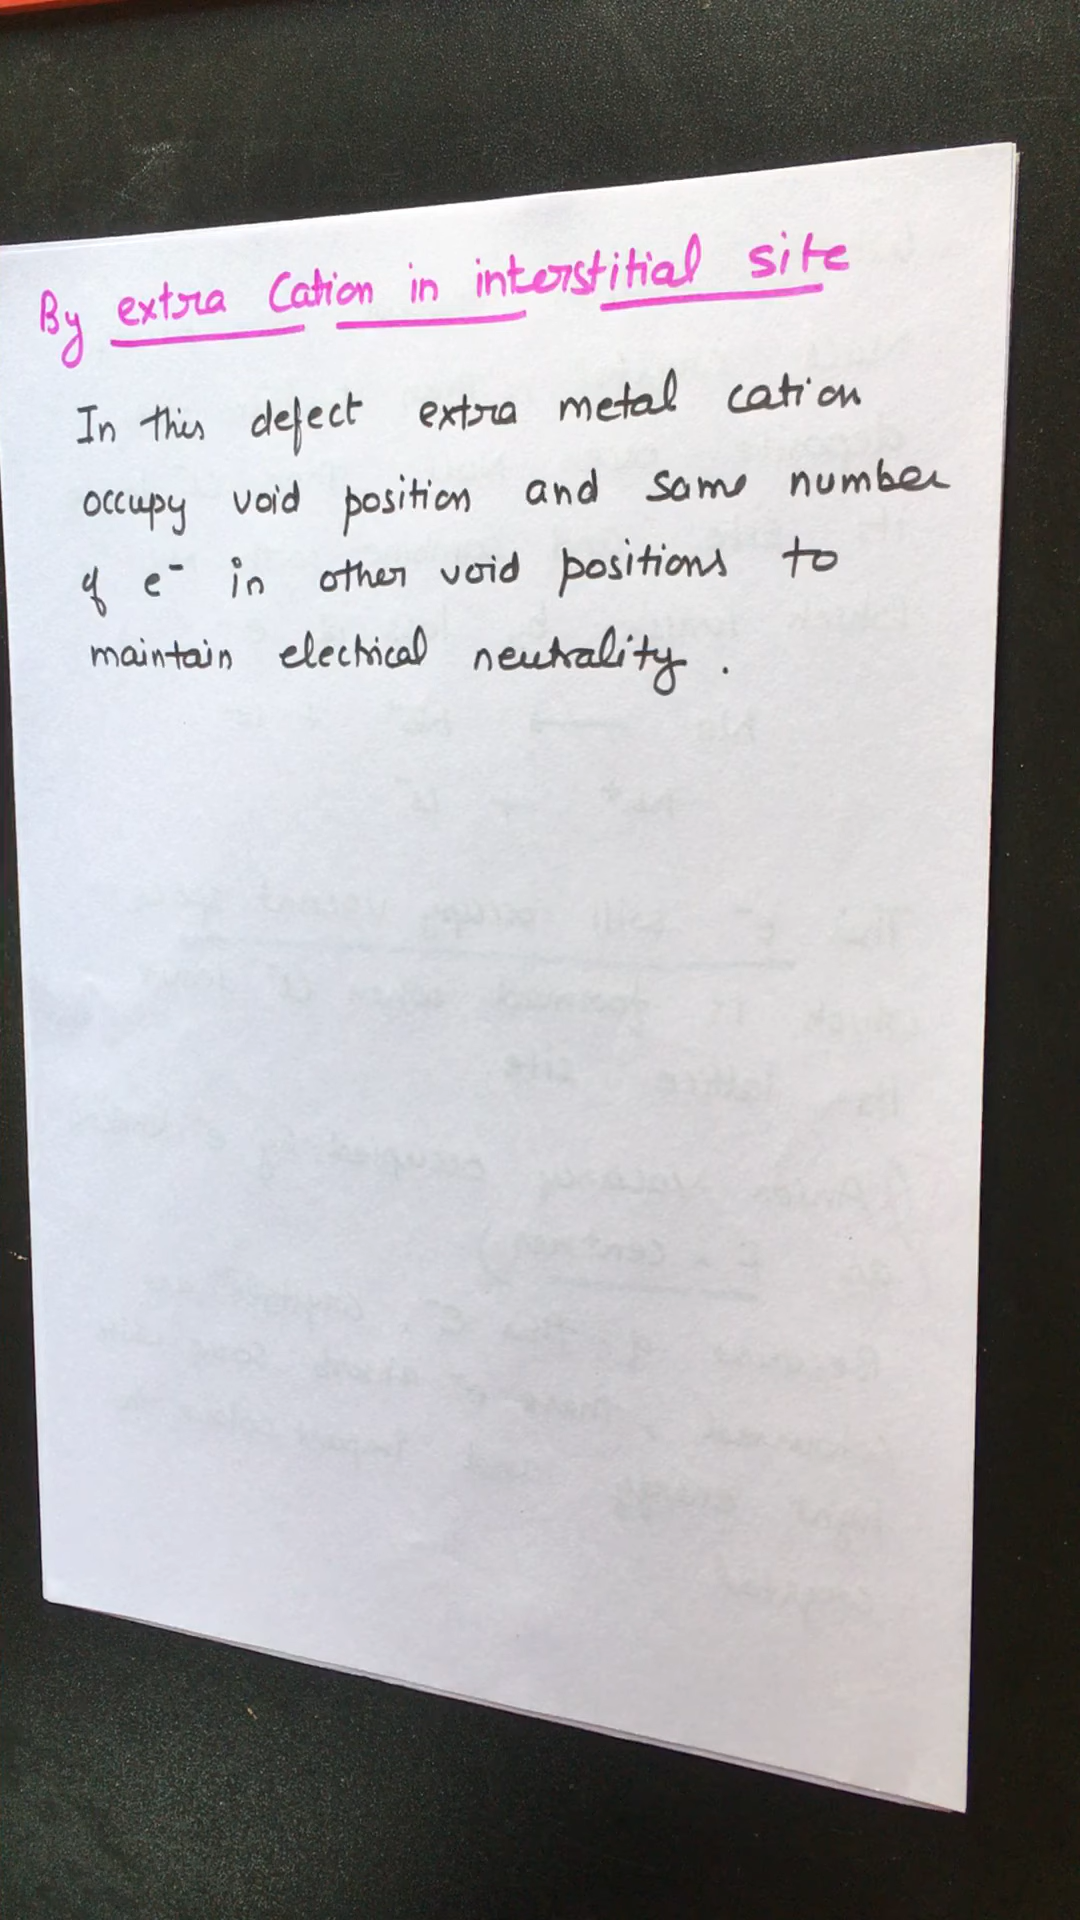 By extra Cation in interstitial site
In this defect extra metal cation
occupy void position and same number
of e⁻ in other void positions to
maintain electrical neutrality.